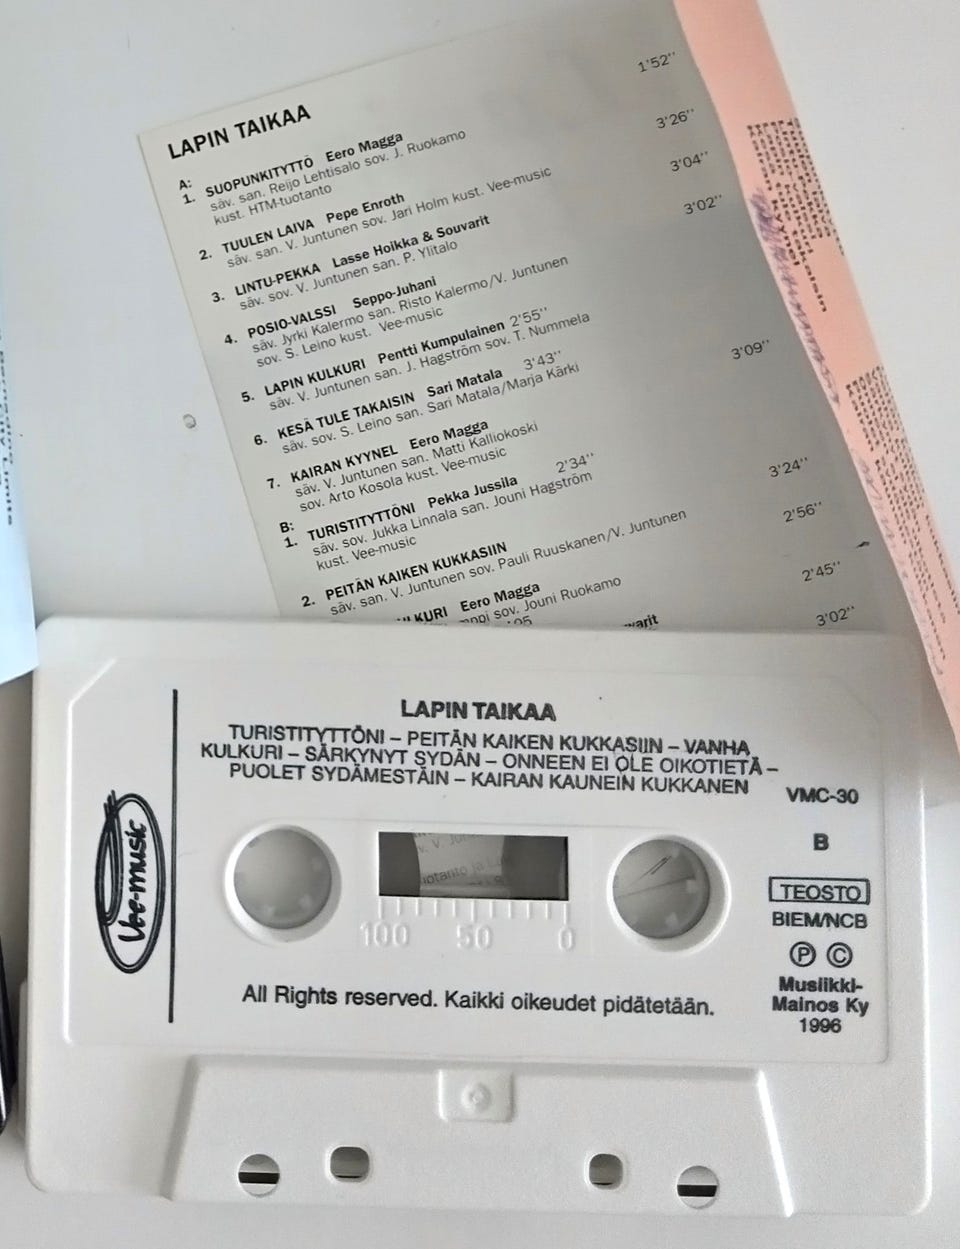 LAPIN TAIKAA
A:
1. SUOPUNKITYTTÖ Eero Magga 1'52''
säv. san. Reijo Lehtisalo sov. J. Ruokamo
kust. HTM-tuotanto
2. TUULEN LAIVA Pepe Enroth 3'26''
säv. san. V. Juntunen sov. Jari Holm kust. Vee-music
3. LINTU-PEKKA Lasse Hoikka & Souvarit 3'04''
säv. sov. V. Juntunen san. P. Ylitalo
4. POSIO-VALSSI Seppo-Juhani 3'02''
säv. Jyrki Kalermo san. Risto Kalermo/V. Juntunen
sov. S. Leino kust. Vee-music
5. LAPIN KULKURI Pentti Kumpulainen 2'55''
säv. V. Juntunen san. J. Hagström sov. T. Nummela
6. KESÄ TULE TAKAISIN Sari Matala 3'43''
säv. sov. S. Leino san. Sari Matala/Marja Kärki
7. KAIRAN KYYNEL Eero Magga 3'09''
säv. V. Juntunen san. Matti Kalliokoski
sov. Arto Kosola kust. Vee-music
B:
1. TURISTITYTTÖNI Pekka Jussila 2'34''
säv. sov. Jukka Linnala san. Jouni Hagström
kust. Vee-music
2. PEITÄN KAIKEN KUKKASIIN 3'24''
säv. san. V. Juntunen sov. Pauli Ruuskanen/V. Juntunen
Eero Magga 2'56''
sov. Jouni Ruokamo
2'45''
3'02''
LAPIN TAIKAA
TURISTITYTTÖNI – PEITÄN KAIKEN KUKKASIIN – VANHA
KULKURI – SÄRKYNYT SYDÄN – ONNEEN EI OLE OIKOTIETÄ –
PUOLET SYDÄMESTÄIN – KAIRAN KAUNEIN KUKKANEN
VMC-30
B
TEOSTO
BIEM/NCB
Ⓟ ©
Musiikki-
Mainos Ky
1996
Vee-music
100 50 0
All Rights reserved. Kaikki oikeudet pidätetään.